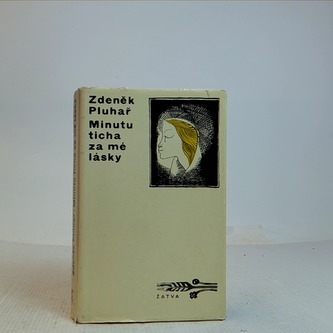 Zdeněk
Pluhař
Minutu
ticha
za mé
lásky
ŽATVA